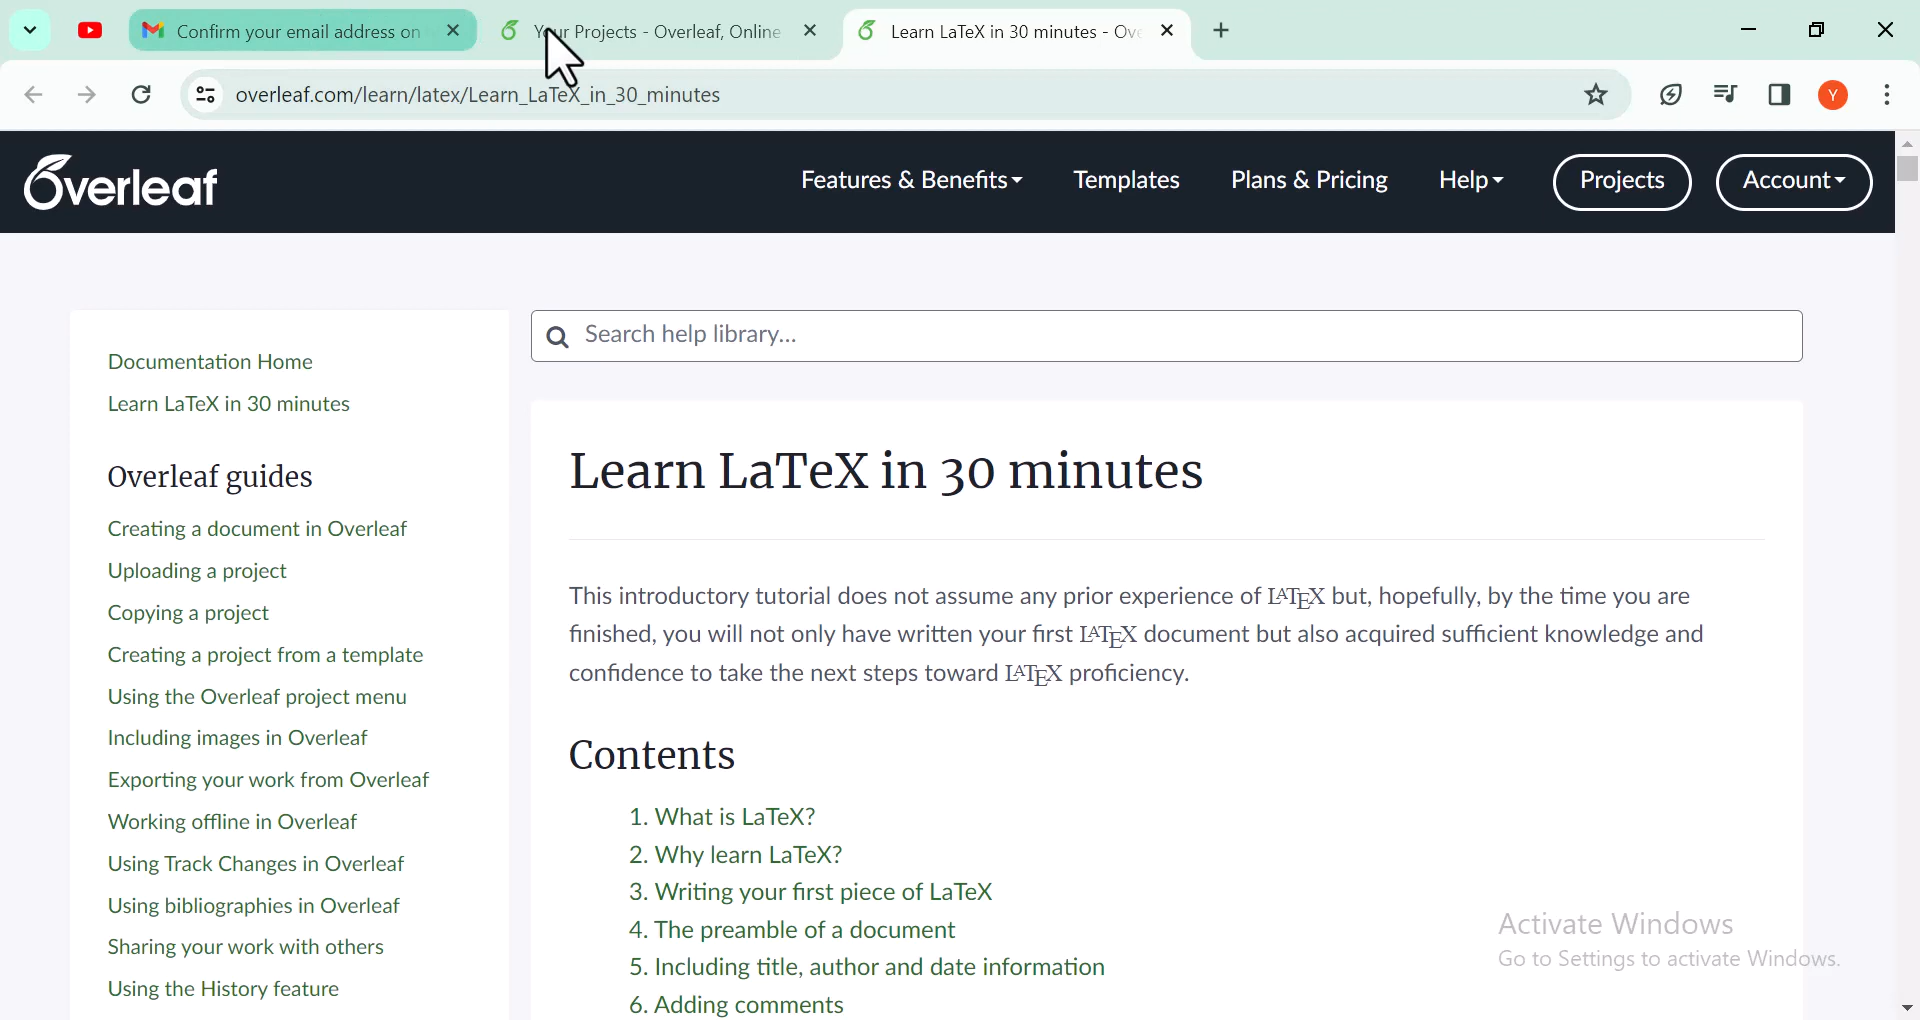 Confirm your email address on
Your Projects - Overleaf, Online
Learn LaTeX in 30 minutes - Ove
overleaf.com/learn/latex/Learn_LaTeX_in_30_minutes
Y
Overleaf
Features & Benefits
Templates
Plans & Pricing
Help
Projects
Account
Search help library...
Documentation Home
Learn LaTeX in 30 minutes
Overleaf guides
Creating a document in Overleaf
Uploading a project
Copying a project
Creating a project from a template
Using the Overleaf project menu
Including images in Overleaf
Exporting your work from Overleaf
Working offline in Overleaf
Using Track Changes in Overleaf
Using bibliographies in Overleaf
Sharing your work with others
Using the History feature
Learn LaTeX in 30 minutes
This introductory tutorial does not assume any prior experience of LATEX but, hopefully, by the time you are
finished, you will not only have written your first LATEX document but also acquired sufficient knowledge and
confidence to take the next steps toward LATEX proficiency.
Contents
1. What is LaTeX?
2. Why learn LaTeX?
3. Writing your first piece of LaTeX
4. The preamble of a document
5. Including title, author and date information
6. Adding comments
Activate Windows
Go to Settings to activate Windows.